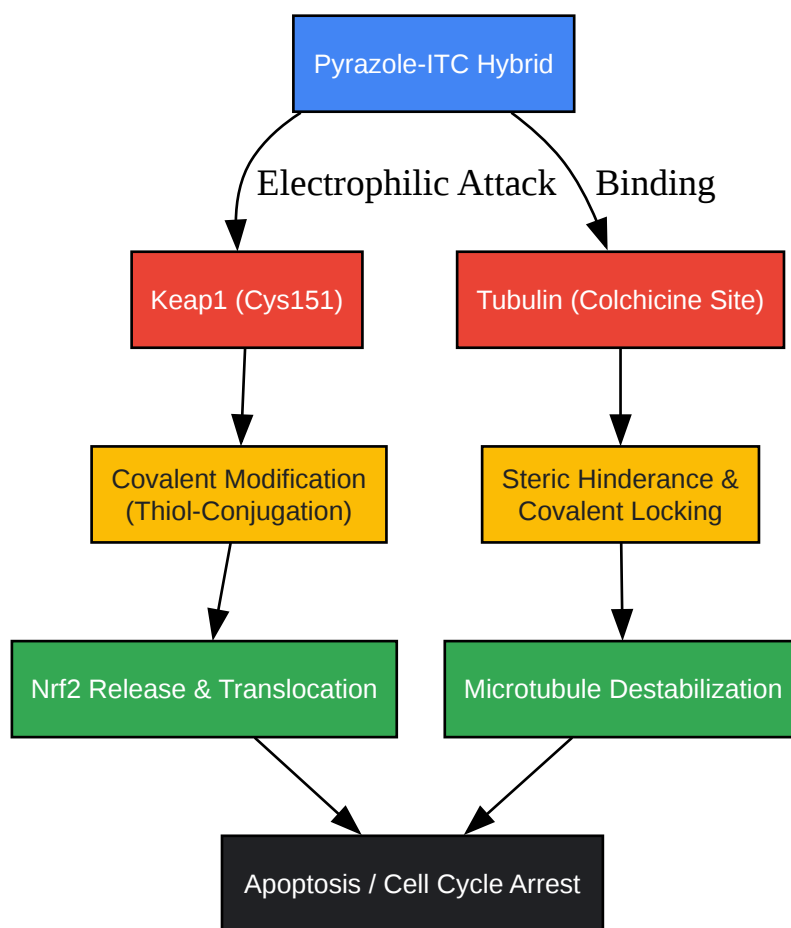 Pyrazole-ITC Hybrid
Electrophilic Attack
Binding
Keap1 (Cys151)
Tubulin (Colchicine Site)
Covalent Modification
(Thiol-Conjugation)
Steric Hinderance &
Covalent Locking
Nrf2 Release & Translocation
Microtubule Destabilization
Apoptosis / Cell Cycle Arrest